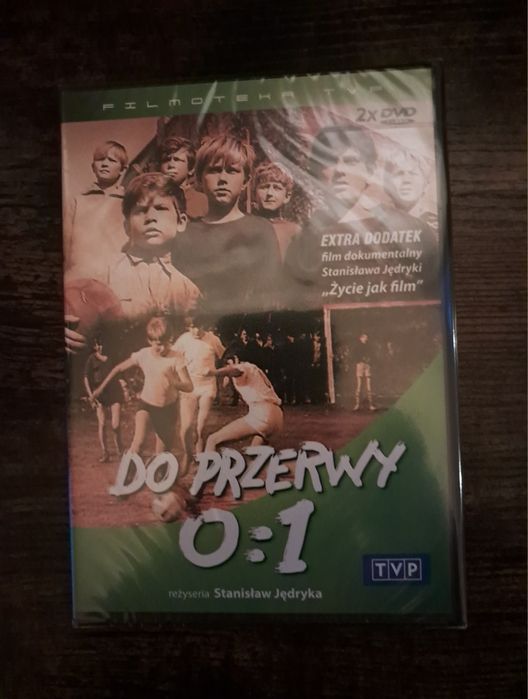 FILMOTEKA TVP
2x DVD
EXTRA DODATEK
film dokumentalny
Stanisława Jędryki
„Życie jak film"
DO PRZERWY
0:1
TVP
reżyseria Stanisław Jędryka